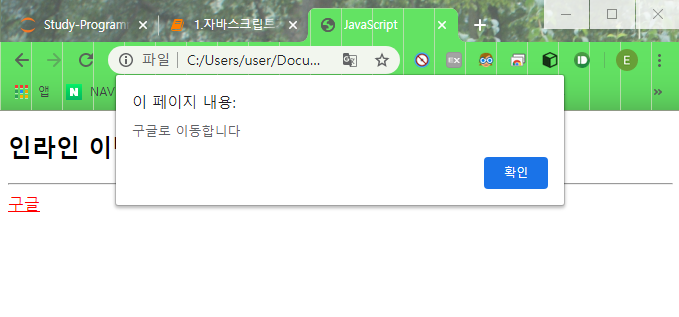 Study-Program
1.자바스크립트
JavaScript
파일
C:/Users/user/Docu...
EX
E
앱
N
NAV
이 페이지 내용:
구글로 이동합니다
확인
인라인 이
구글